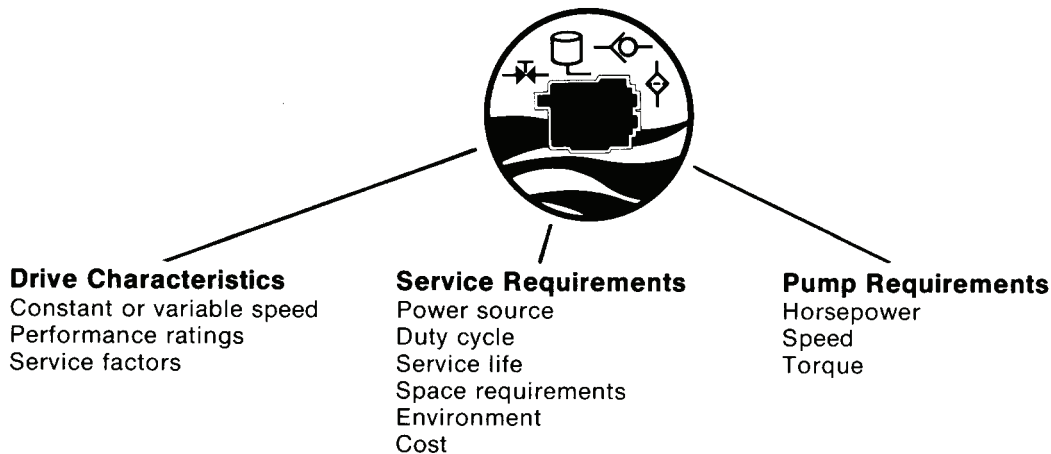 Drive Characteristics
Constant or variable speed
Performance ratings
Service factors
Service Requirements
Power source
Duty cycle
Service life
Space requirements
Environment
Cost
Pump Requirements
Horsepower
Speed
Torque